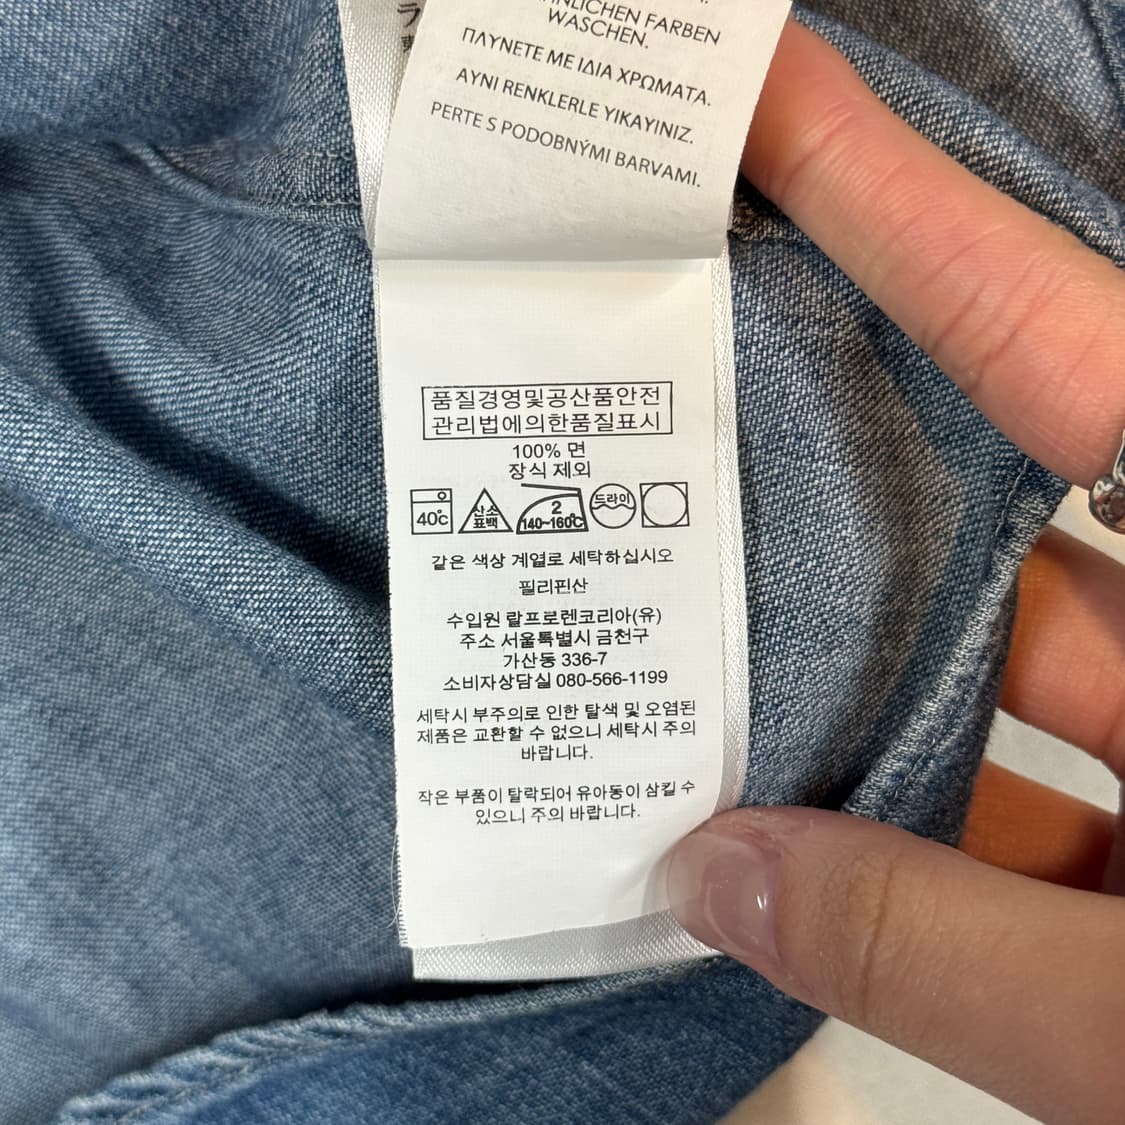 HNLICHEN FARBEN
WASCHEN.
ΠΛΥΝΕΤΕ ΜΕ ΙΔΙΑ ΧΡΩΜΑΤΑ.
AYNI RENKLERLE YIKAYINIZ.
PERTE S PODOBNÝMI BARVAMI.
품질경영및공산품안전
관리법에의한품질표시
100% 면
장식 제외
40℃
산소
표백
2
140~160℃
드라이
같은 색상 계열로 세탁하십시오
필리핀산
수입원 랄프로렌코리아(유)
주소 서울특별시 금천구
가산동 336-7
소비자상담실 080-566-1199
세탁시 부주의로 인한 탈색 및 오염된
제품은 교환할 수 없으니 세탁시 주의
바랍니다.
작은 부품이 탈락되어 유아동이 삼킬 수
있으니 주의 바랍니다.